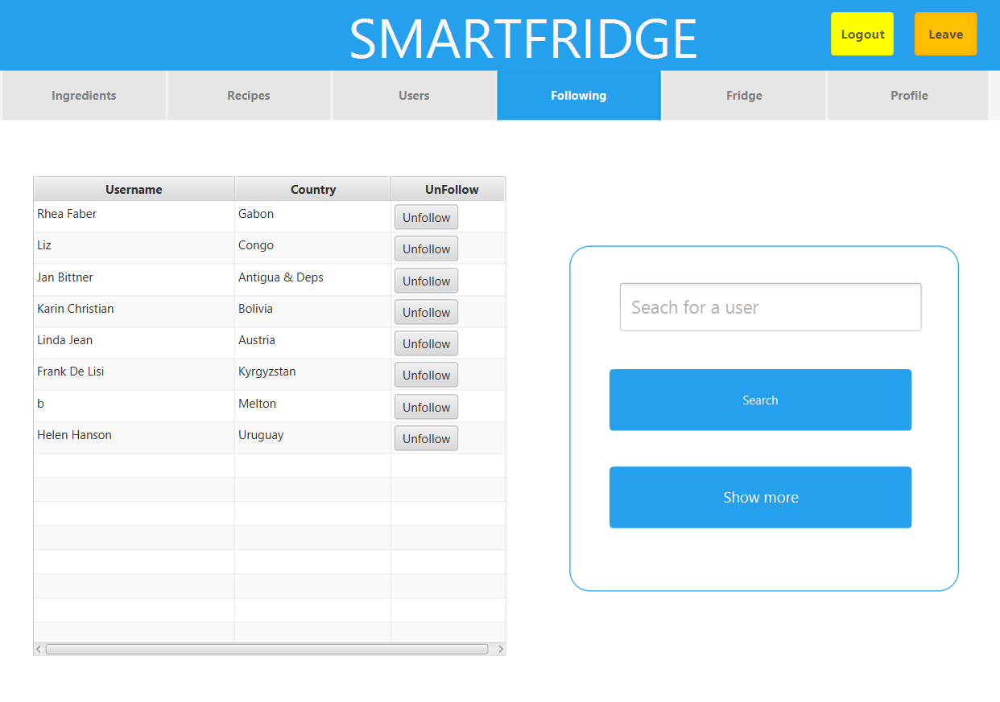 SMARTFRIDGE
Logout
Leave
Ingredients
Recipes
Users
Following
Fridge
Profile
Username Country UnFollow
Rhea Faber Gabon Unfollow
Liz Congo Unfollow
Jan Bittner Antigua & Deps Unfollow
Karin Christian Bolivia Unfollow
Linda Jean Austria Unfollow
Frank De Lisi Kyrgyzstan Unfollow
b Melton Unfollow
Helen Hanson Uruguay Unfollow
Seach for a user
Search
Show more